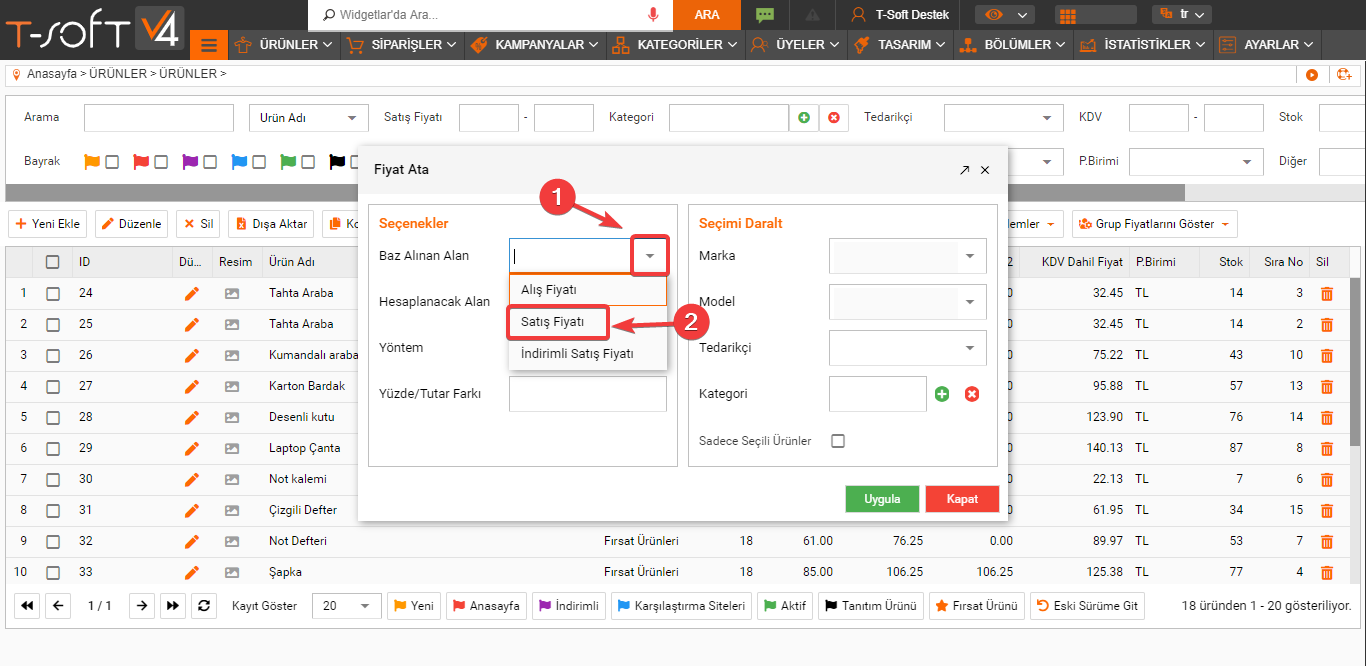 T-SOFT V4
Widgetlar'da Ara...
ARA
T-Soft Destek
tr
ÜRÜNLER
SİPARİŞLER
KAMPANYALAR
KATEGORİLER
ÜYELER
TASARIM
BÖLÜMLER
İSTATİSTİKLER
AYARLAR
Anasayfa > ÜRÜNLER > ÜRÜNLER >
Arama
Ürün Adı
Satış Fiyatı
-
Kategori
Tedarikçi
KDV
-
Stok
Bayrak
P.Birimi
Diğer
Yeni Ekle
Düzenle
Sil
Dışa Aktar
Ko
lemler
Grup Fiyatlarını Göster
ID
Dü...
Resim
Ürün Adı
2
KDV Dahil Fiyat
P.Birimi
Stok
Sıra No
Sil
1 24 Tahta Araba 0 32.45 TL 14 3
2 25 Tahta Araba 0 32.45 TL 14 2
3 26 Kumandalı araba 0 75.22 TL 43 10
4 27 Karton Bardak 0 95.88 TL 57 13
5 28 Desenli kutu 0 123.90 TL 76 14
6 29 Laptop Çanta 0 140.13 TL 87 8
7 30 Not kalemi 0 22.13 TL 7 6
8 31 Çizgili Defter 0 61.95 TL 34 15
9 32 Not Defteri Fırsat Ürünleri 18 61.00 76.25 0.00 89.97 TL 53 7
10 33 Şapka Fırsat Ürünleri 18 85.00 106.25 106.25 125.38 TL 77 4
Fiyat Ata
1
Seçenekler
Baz Alınan Alan
Alış Fiyatı
Hesaplanacak Alan
Satış Fiyatı
2
Yöntem
İndirimli Satış Fiyatı
Yüzde/Tutar Farkı
Seçimi Daralt
Marka
Model
Tedarikçi
Kategori
Sadece Seçili Ürünler
Uygula
Kapat
1 / 1
Kayıt Göster
20
Yeni
Anasayfa
İndirimli
Karşılaştırma Siteleri
Aktif
Tanıtım Ürünü
Fırsat Ürünü
Eski Sürüme Git
18 üründen 1 - 20 gösteriliyor.